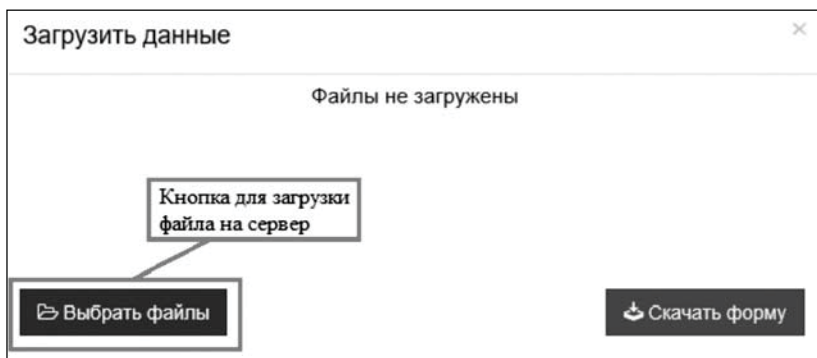 Загрузить данные
×
Файлы не загружены
Кнопка для загрузки
файла на сервер
Выбрать файлы
Скачать форму